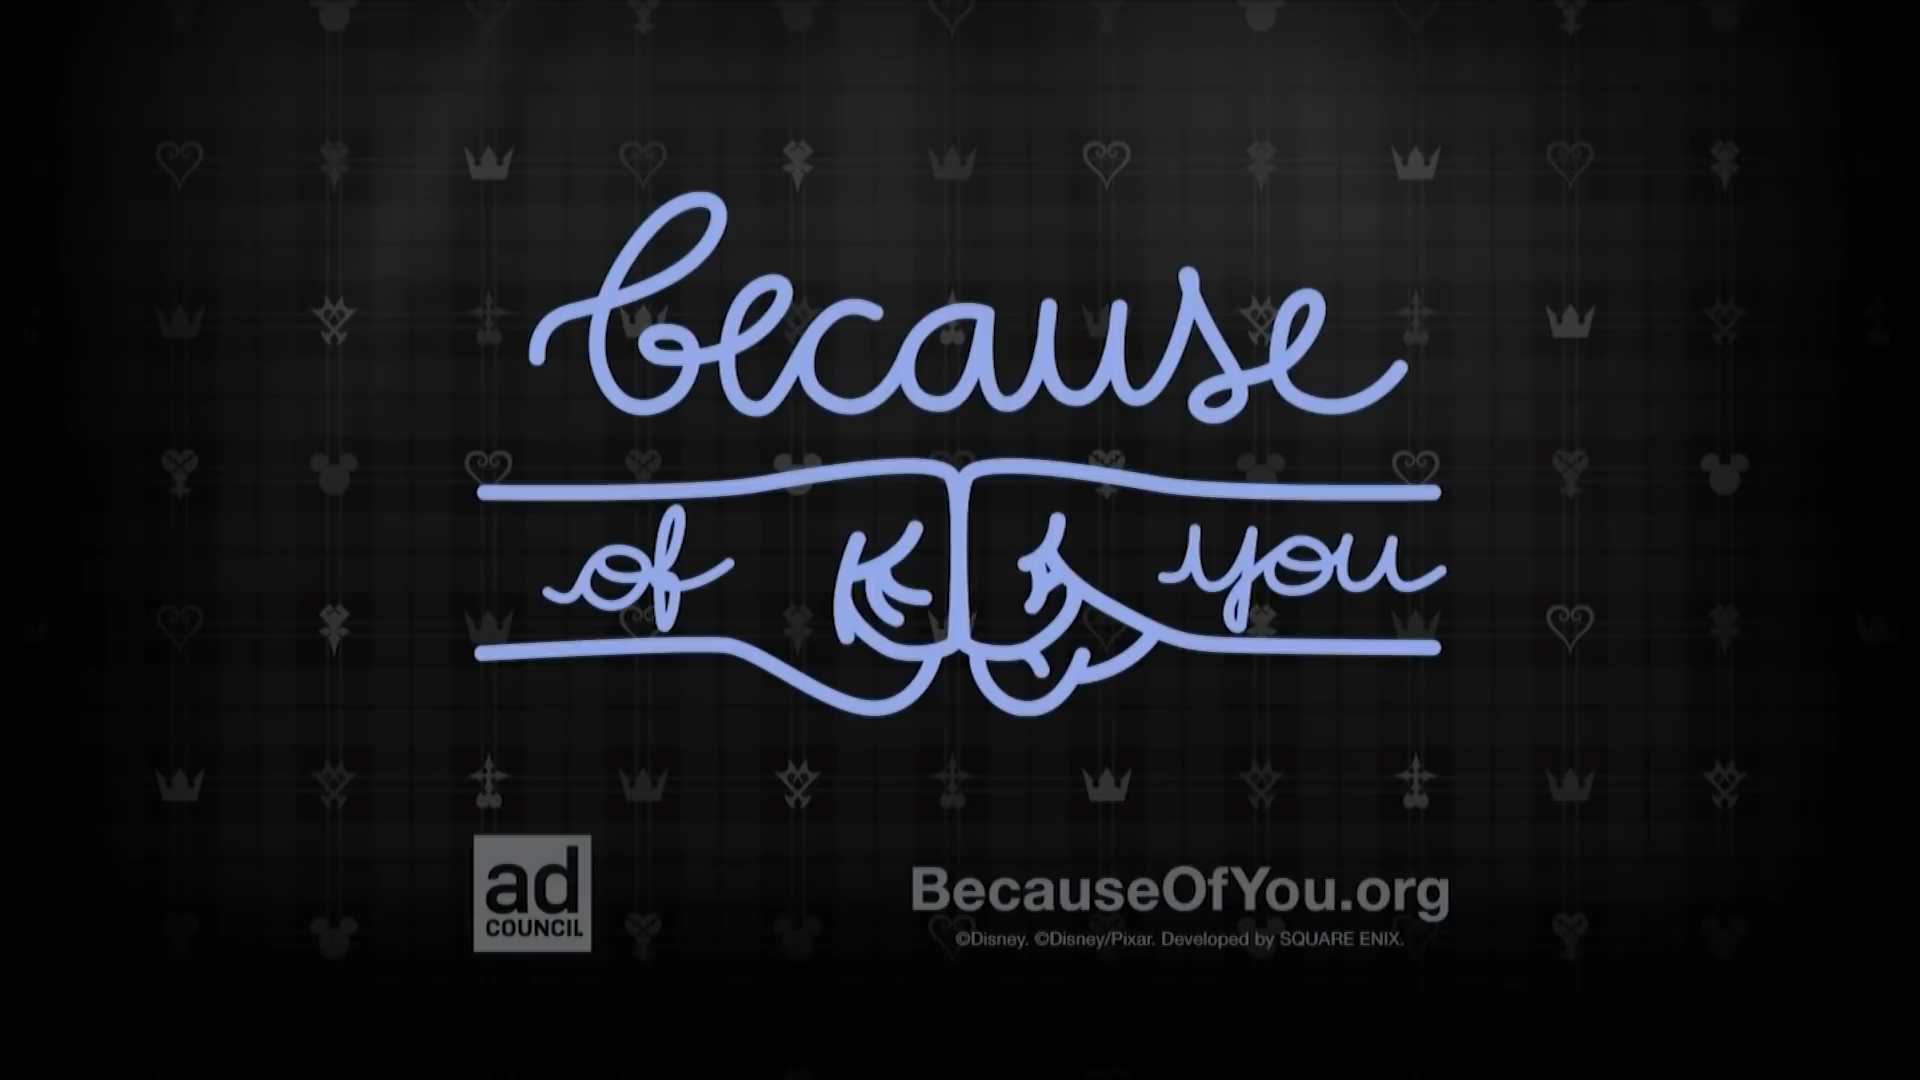 because
of you
ad
COUNCIL
BecauseOfYou.org
©Disney. ©Disney/Pixar. Developed by SQUARE ENIX.